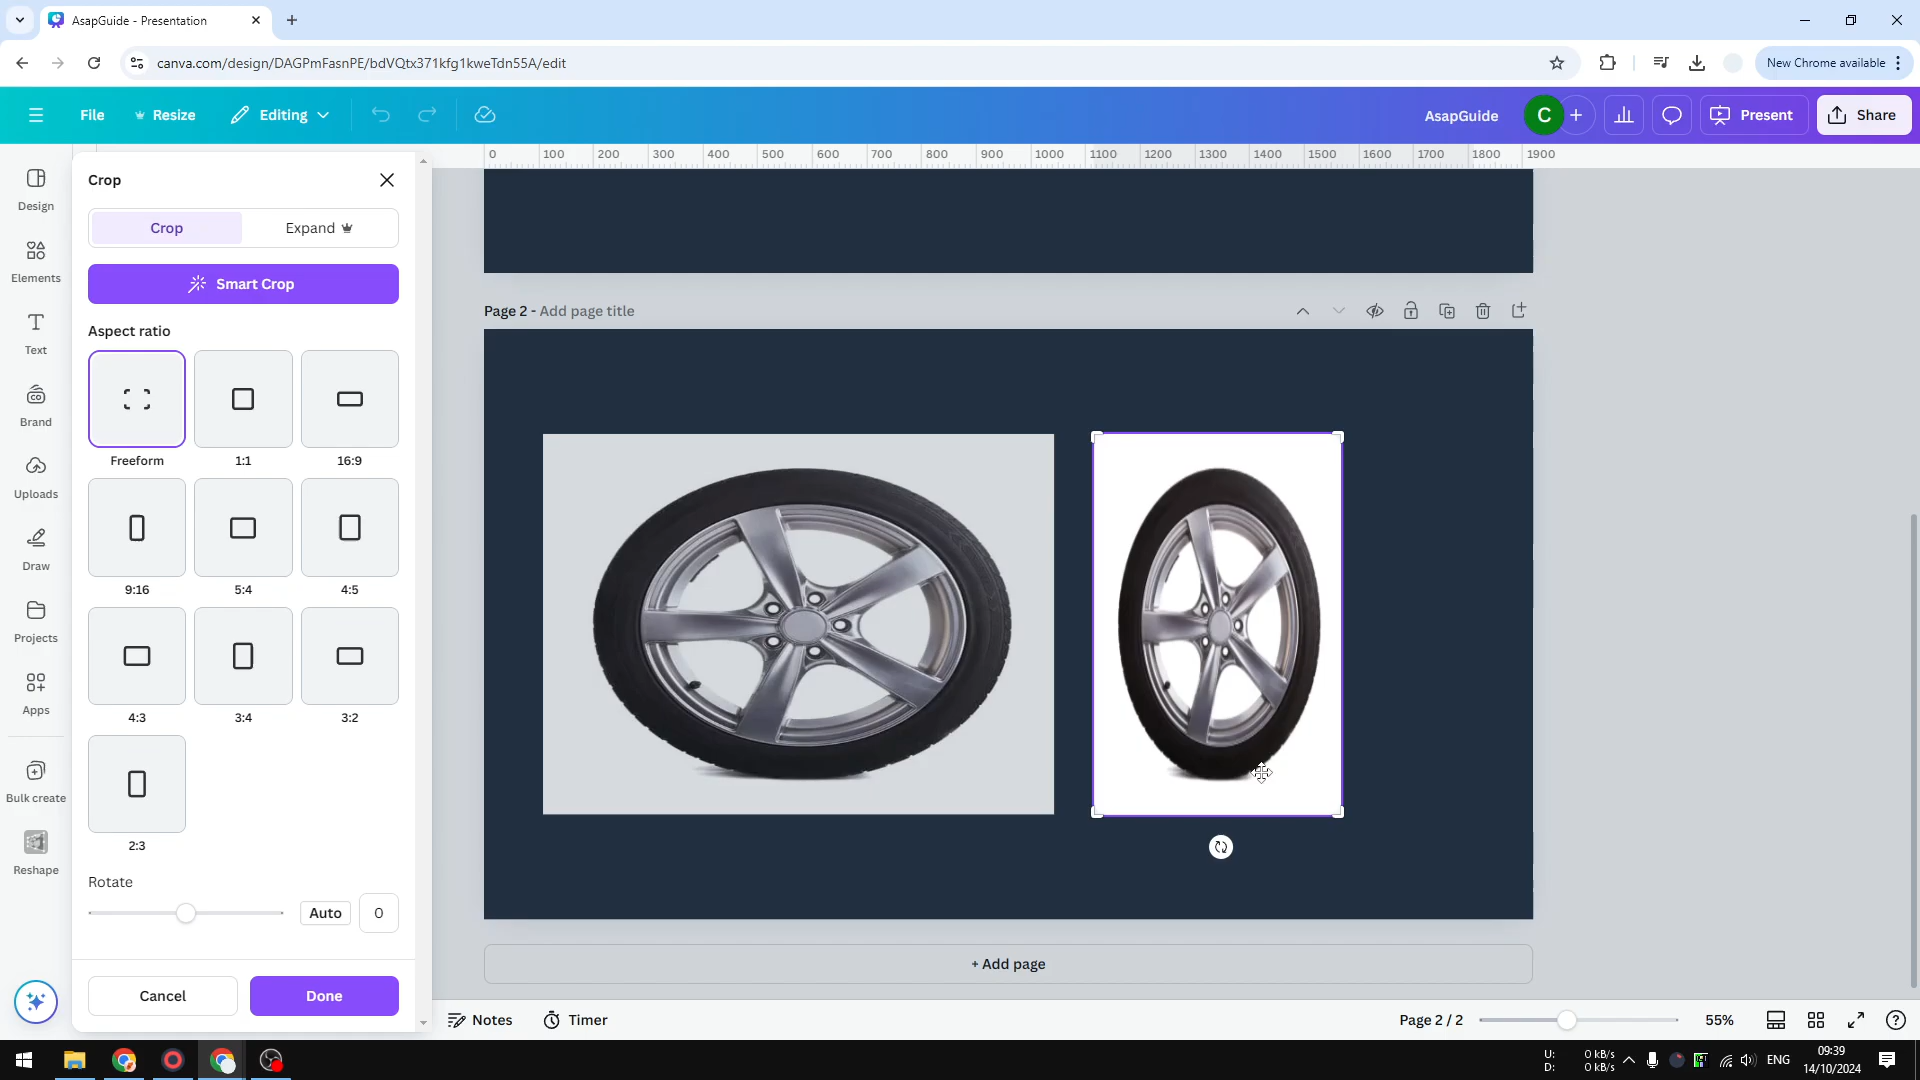 AsapGuide - Presentation
canva.com/design/DAGPmFasnPE/bdVQtx371kfg1kweTdn55A/edit
New Chrome available
File
Resize
Editing
AsapGuide
C
Present
Share
0 100 200 300 400 500 600 700 800 900 1000 1100 1200 1300 1400 1500 1600 1700 1800 1900
Design
Elements
Text
Brand
Uploads
Draw
Projects
Apps
Bulk create
Reshape
Crop
Crop
Expand
Smart Crop
Aspect ratio
Freeform
1:1
16:9
9:16
5:4
4:5
4:3
3:4
3:2
2:3
Rotate
Auto
0
Cancel
Done
Page 2 - Add page title
+ Add page
Notes
Timer
Page 2 / 2
55%
U: 0 kB/s
D: 0 kB/s
ENG
09:39
14/10/2024